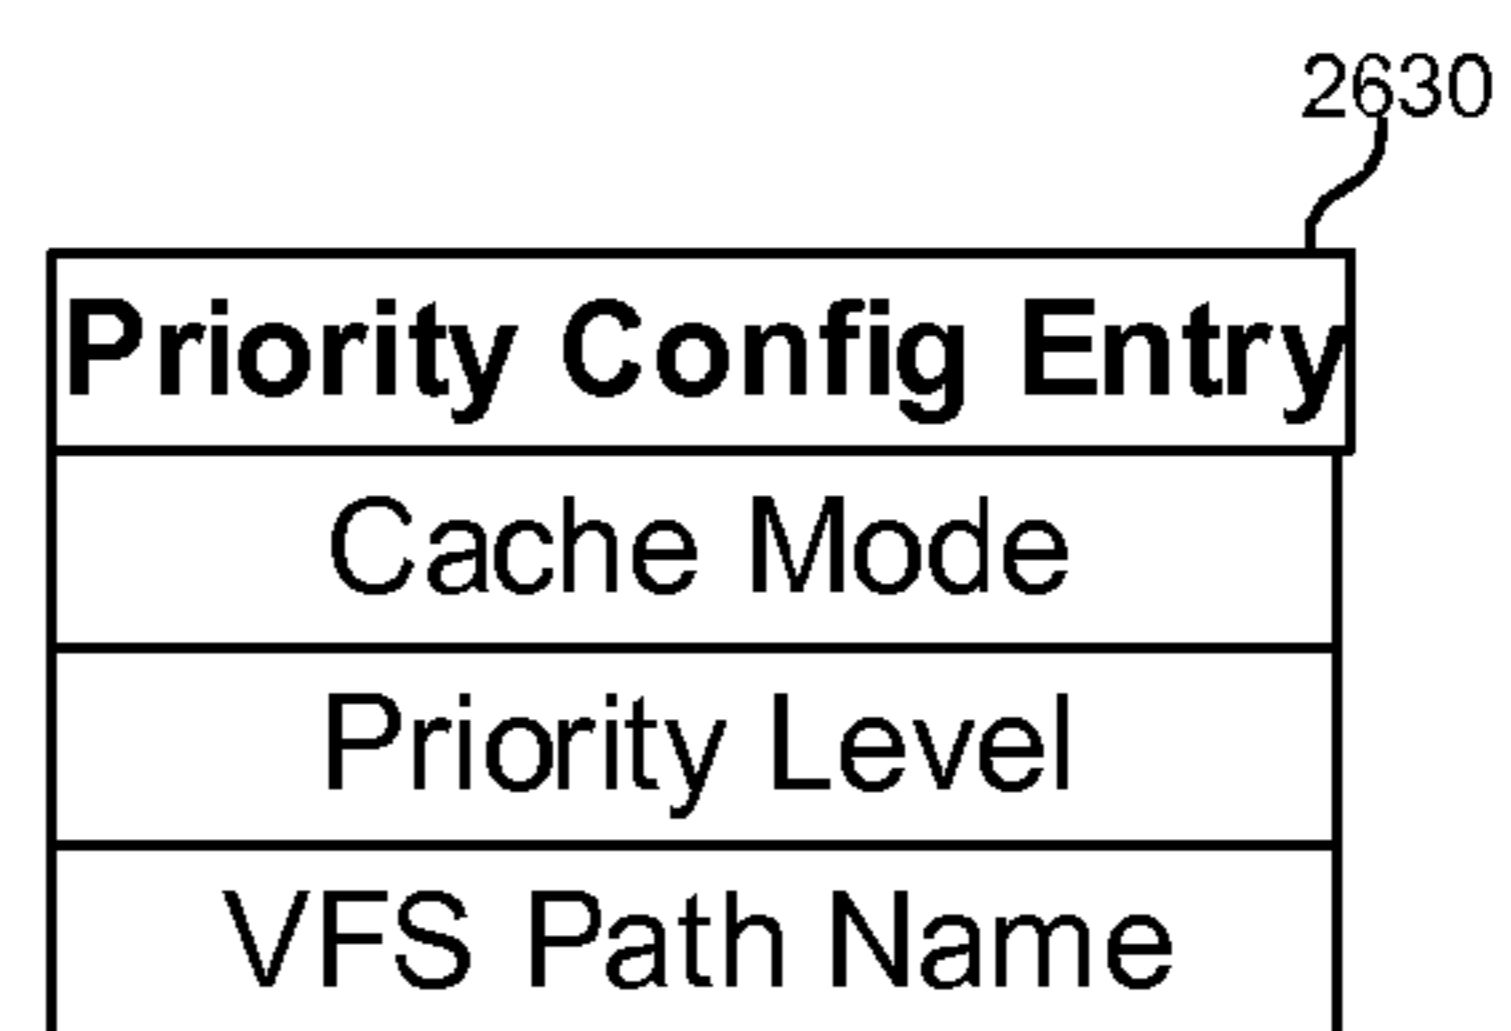 2630
Priority Config Entry
Cache Mode
Priority Level
VFS Path Name